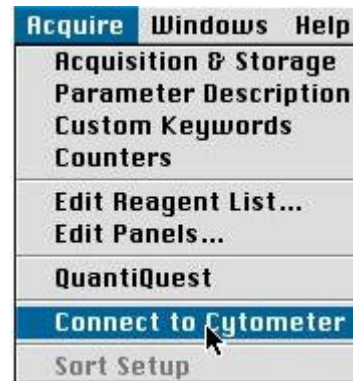 Acquire Windows Help
Acquisition & Storage
Parameter Description
Custom Keywords
Counters
Edit Reagent List...
Edit Panels...
QuantiQuest
Connect to Cytometer
Sort Setup